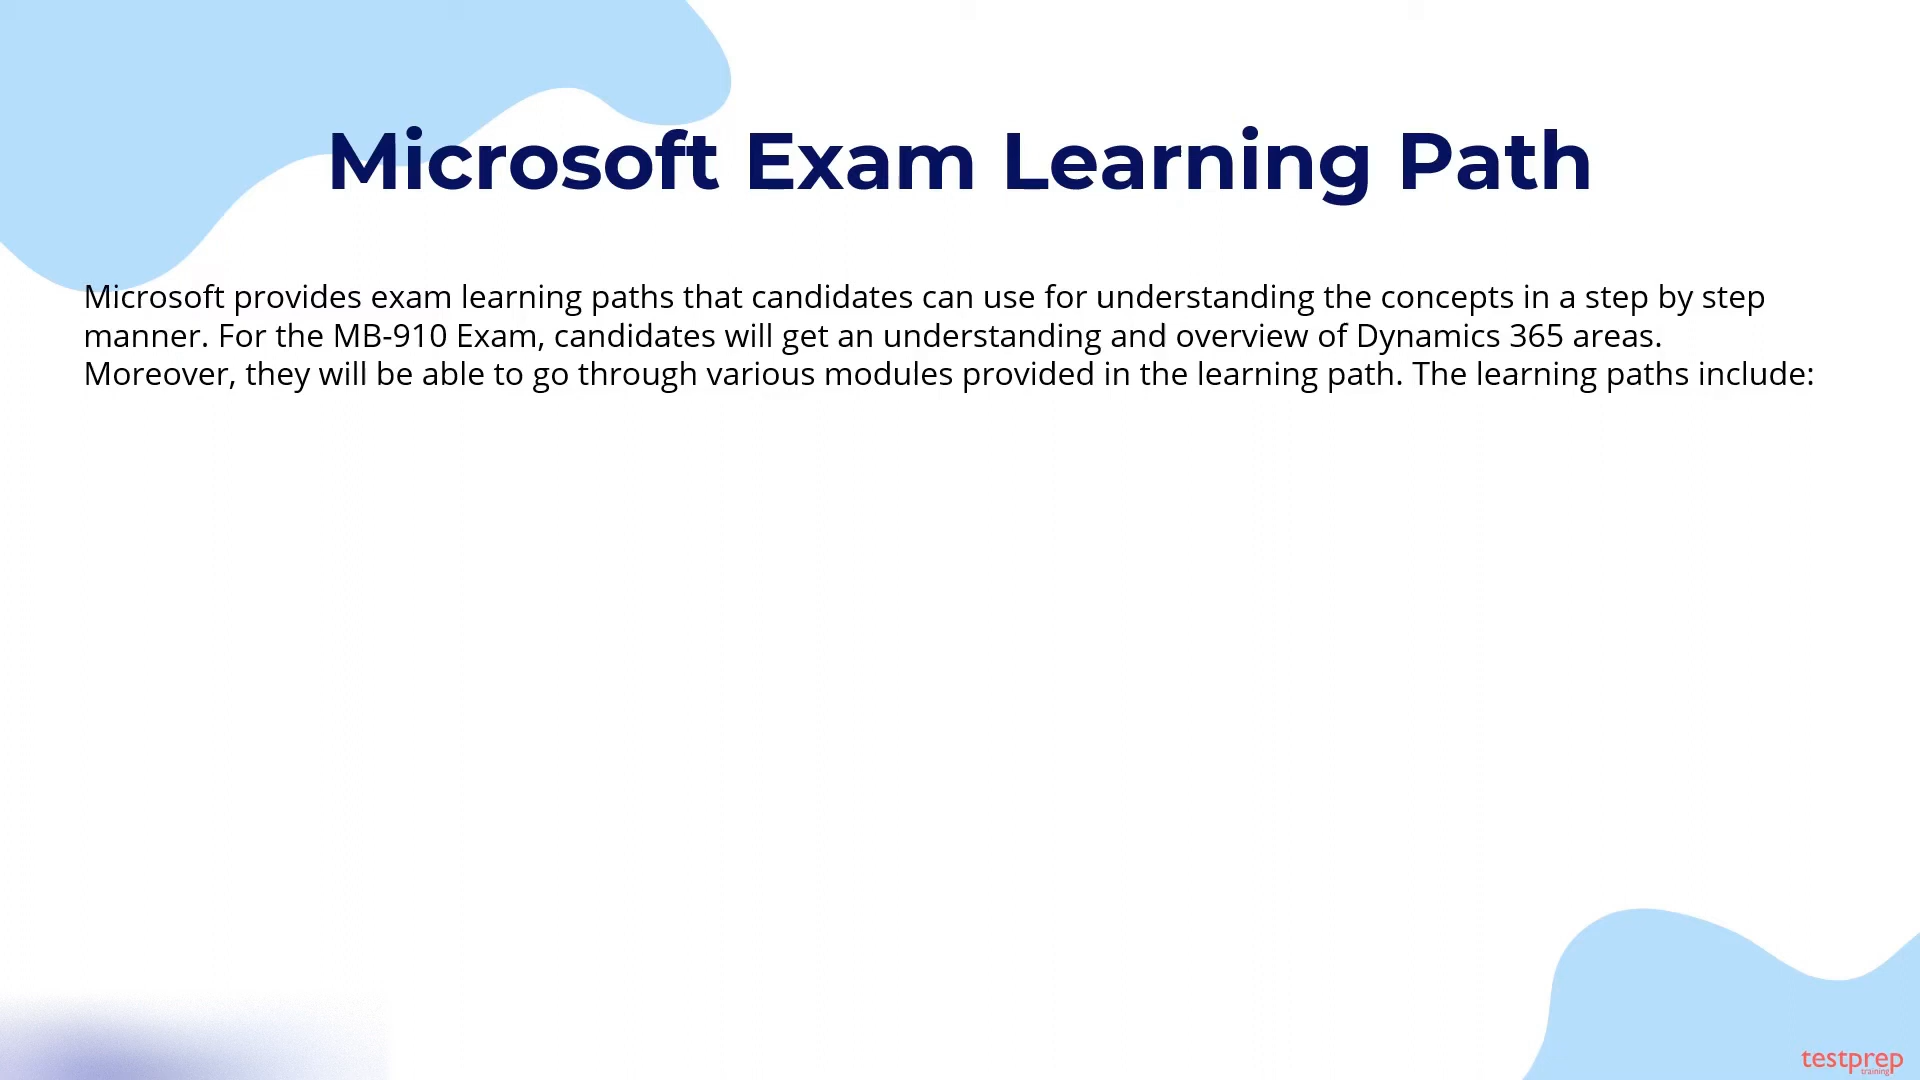 Microsoft Exam Learning Path
Microsoft provides exam learning paths that candidates can use for understanding the concepts in a step by step
manner. For the MB-910 Exam, candidates will get an understanding and overview of Dynamics 365 areas.
Moreover, they will be able to go through various modules provided in the learning path. The learning paths include:
testprep
training